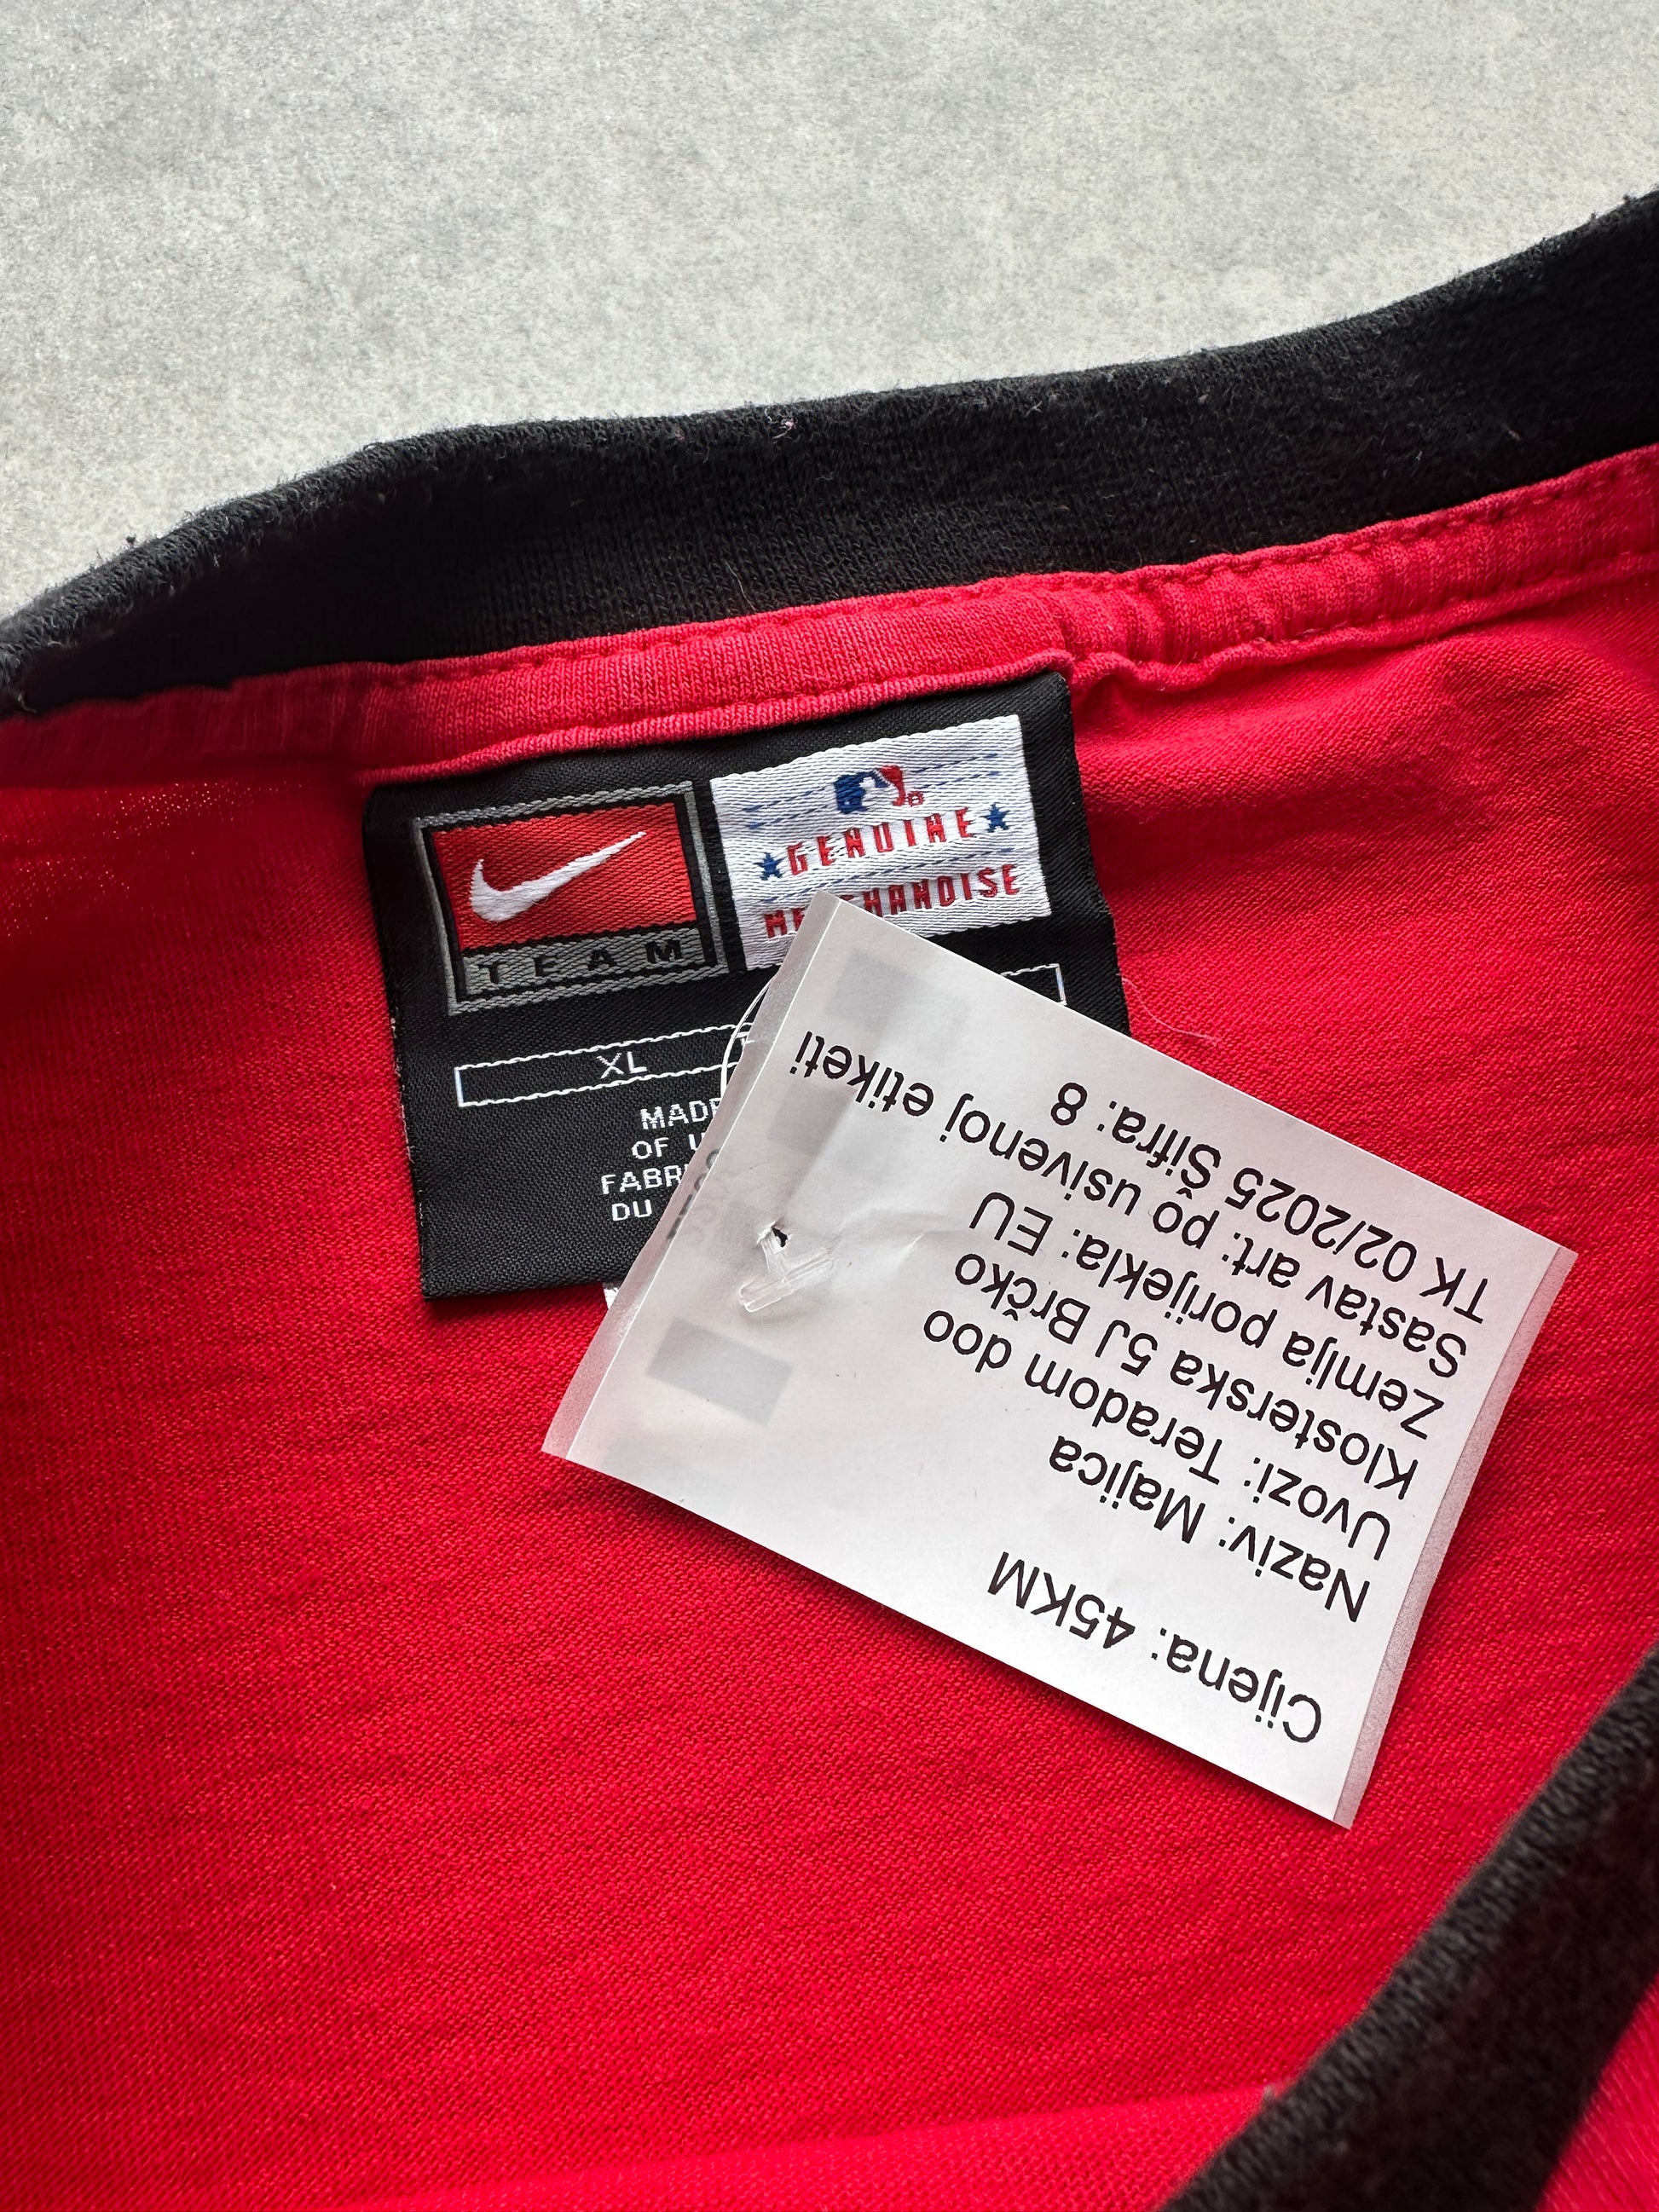 GENUINE
MERCHANDISE
TEAM
XL
MADE
OF
FABR
DU
Cijena: 45KM
Naziv: Majica
Uvozi: Teradom doo
Klosterska 5J Brčko
Zemlja porijekla: EU
Sastav art: po usivenoj etiketi
TK 02/2025 Šifra: 8